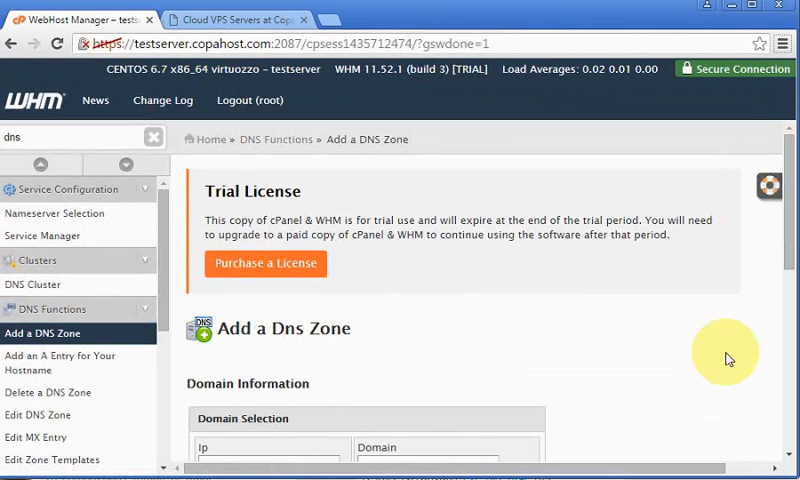 WebHost Manager – tests
Cloud VPS Servers at Copa
https://testserver.copahost.com:2087/cpsess1435712474/?gswdone=1
CENTOS 6.7 x86_64 virtuozzo – testserver WHM 11.52.1 (build 3) [TRIAL] Load Averages: 0.02 0.01 0.00 Secure Connection
WHM News Change Log Logout (root)
dns
Home » DNS Functions » Add a DNS Zone
Service Configuration
Nameserver Selection
Service Manager
Clusters
DNS Cluster
DNS Functions
Add a DNS Zone
Add an A Entry for Your
Hostname
Delete a DNS Zone
Edit DNS Zone
Edit MX Entry
Edit Zone Templates
Trial License
This copy of cPanel & WHM is for trial use and will expire at the end of the trial period. You will need
to upgrade to a paid copy of cPanel & WHM to continue using the software after that period.
Purchase a License
DNS
Add a Dns Zone
Domain Information
Domain Selection
Ip Domain